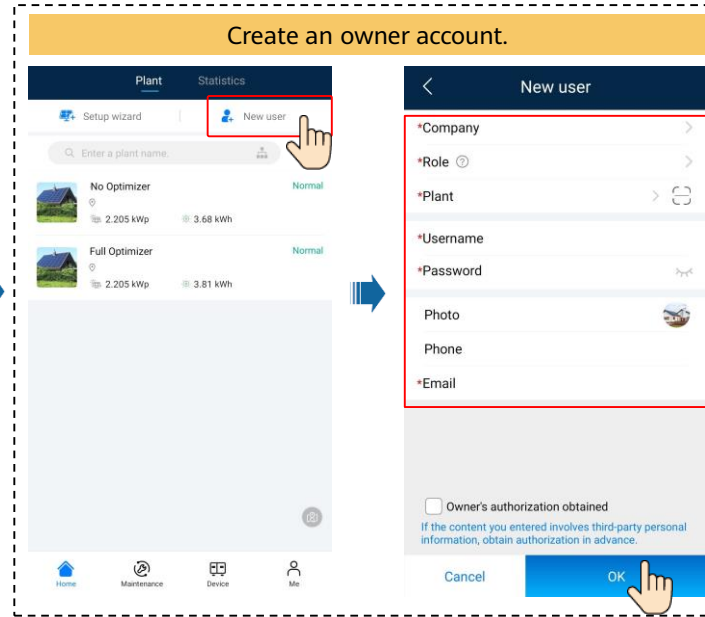 Create an owner account.
Plant Statistics
Setup wizard New user
Enter a plant name.
No Optimizer Normal
2.205 kWp 3.68 kWh
Full Optimizer Normal
2.205 kWp 3.81 kWh
Home Maintenance Device Me
New user
*Company
*Role ?
*Plant
*Username
*Password
Photo
Phone
*Email
Owner's authorization obtained
If the content you entered involves third-party personal
information, obtain authorization in advance.
Cancel OK